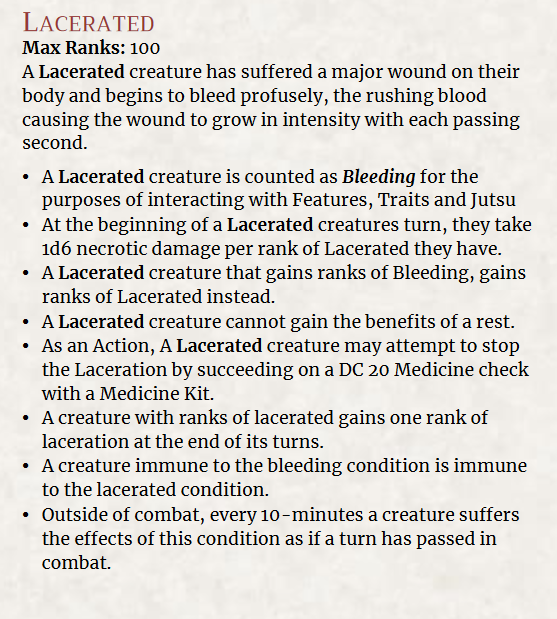 LACERATED
Max Ranks: 100
A Lacerated creature has suffered a major wound on their
body and begins to bleed profusely, the rushing blood
causing the wound to grow in intensity with each passing
second.
• A Lacerated creature is counted as Bleeding for the
purposes of interacting with Features, Traits and Jutsu
• At the beginning of a Lacerated creatures turn, they take
1d6 necrotic damage per rank of Lacerated they have.
• A Lacerated creature that gains ranks of Bleeding, gains
ranks of Lacerated instead.
• A Lacerated creature cannot gain the benefits of a rest.
• As an Action, A Lacerated creature may attempt to stop
the Laceration by succeeding on a DC 20 Medicine check
with a Medicine Kit.
• A creature with ranks of lacerated gains one rank of
laceration at the end of its turns.
• A creature immune to the bleeding condition is immune
to the lacerated condition.
• Outside of combat, every 10-minutes a creature suffers
the effects of this condition as if a turn has passed in
combat.